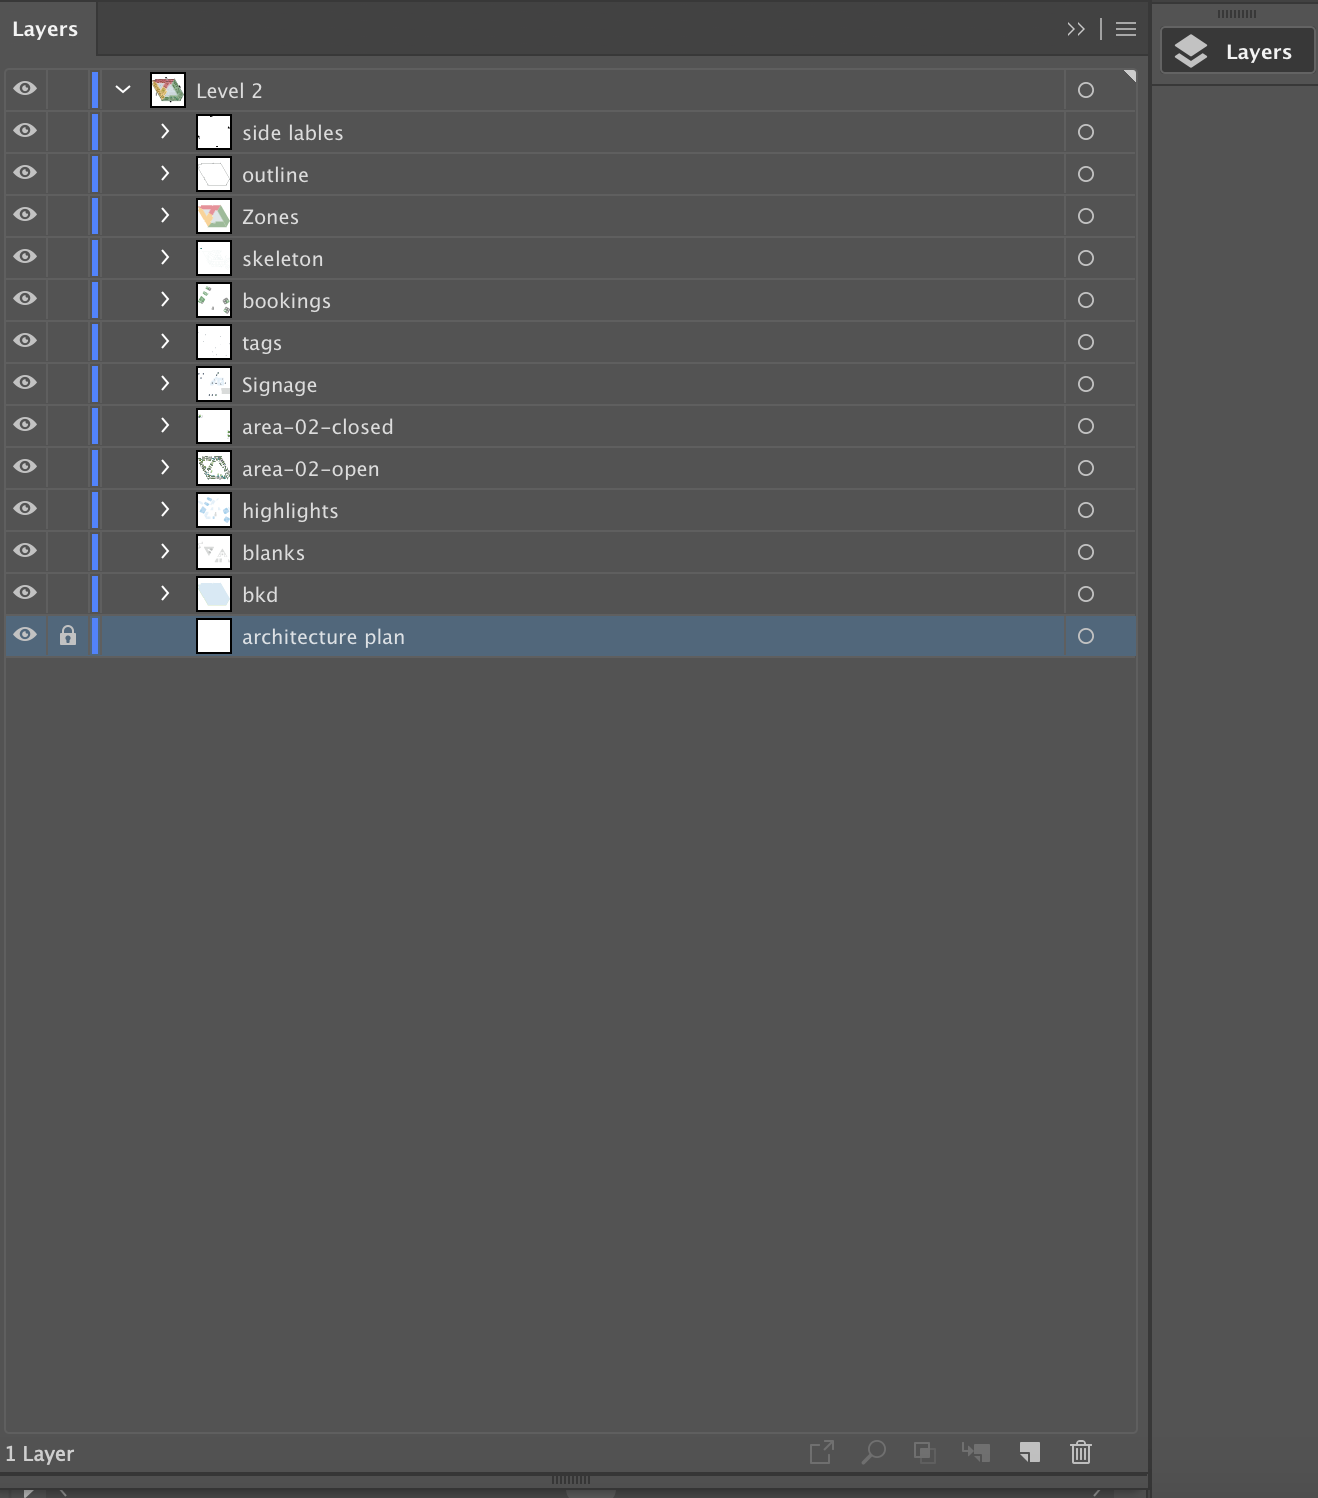 Layers
Layers
Level 2
side lables
outline
Zones
skeleton
bookings
tags
Signage
area-02-closed
area-02-open
highlights
blanks
bkd
architecture plan
1 Layer